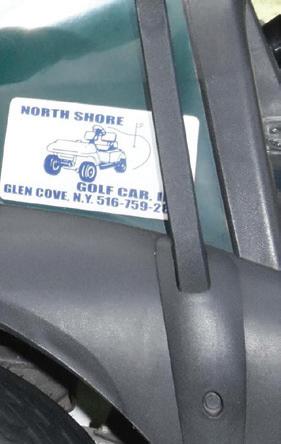 NORTH SHORE
GOLF CAR,
GLEN COVE, N.Y. 516-759-2